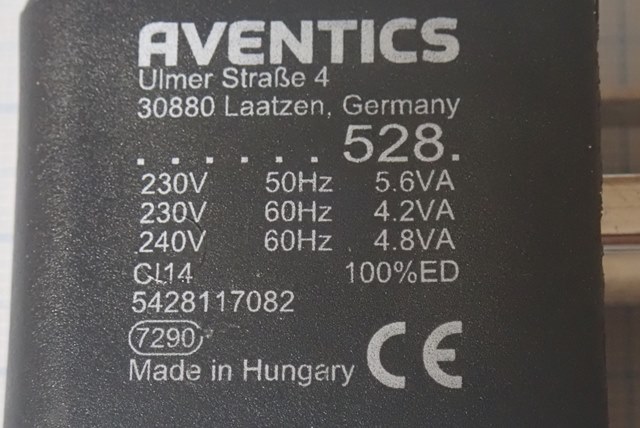 AVENTICS
Ulmer Straße 4
30880 Laatzen, Germany
. . . . . . 528.
230V 50Hz 5.6VA
230V 60Hz 4.2VA
240V 60Hz 4.8VA
Cl14 100%ED
5428117082
7290
Made in Hungary CE